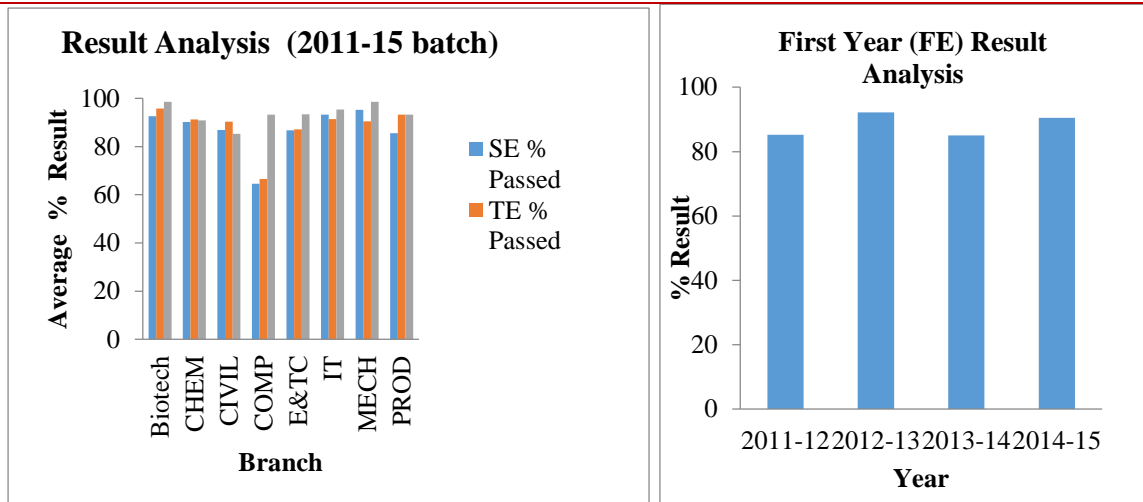 Result Analysis (2011-15 batch)
Average % Result
100
80
60
40
20
0
Biotech
CHEM
CIVIL
COMP
E&TC
IT
MECH
PROD
Branch
SE %
Passed
TE %
Passed
First Year (FE) Result
Analysis
% Result
100
80
60
40
20
0
2011-12 2012-13 2013-14 2014-15
Year